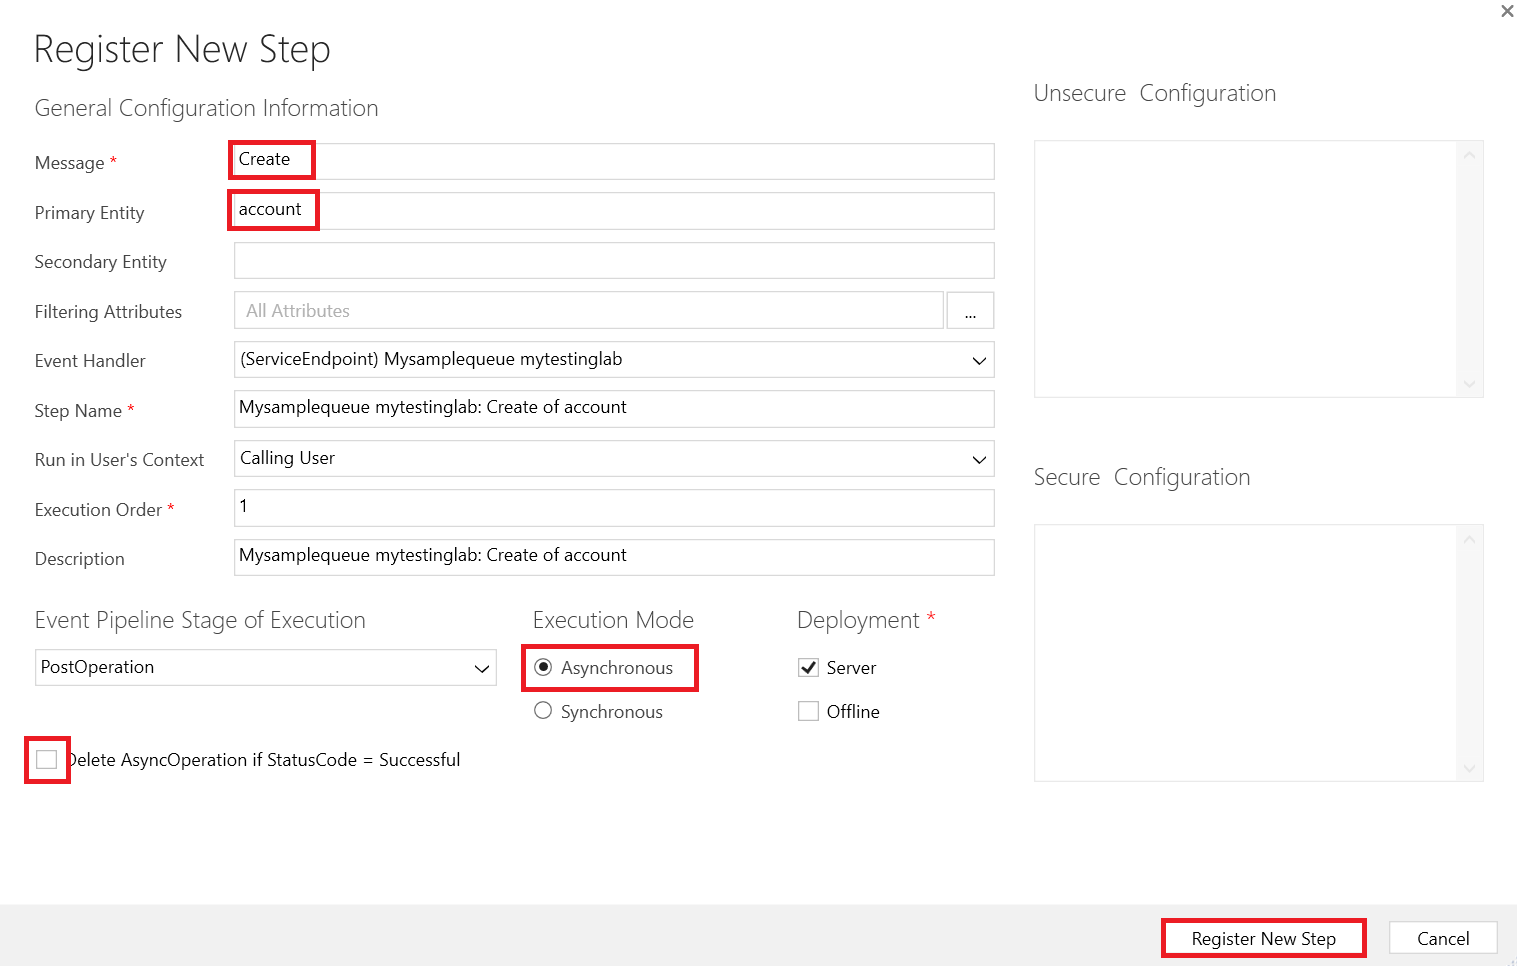 Register New Step
General Configuration Information
Message *
Create
Primary Entity
account
Secondary Entity
Filtering Attributes
All Attributes
...
Event Handler
(ServiceEndpoint) Mysamplequeue mytestinglab
Step Name *
Mysamplequeue mytestinglab: Create of account
Run in User's Context
Calling User
Execution Order *
1
Description
Mysamplequeue mytestinglab: Create of account
Event Pipeline Stage of Execution
PostOperation
Execution Mode
Asynchronous
Synchronous
Deployment *
Server
Offline
Delete AsyncOperation if StatusCode = Successful
Unsecure Configuration
Secure Configuration
Register New Step
Cancel